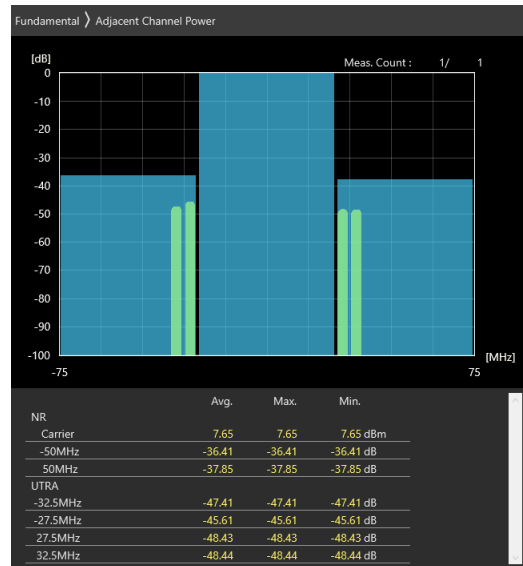 Fundamental 〉 Adjacent Channel Power
[dB]
Meas. Count : 1/ 1
0
-10
-20
-30
-40
-50
-60
-70
-80
-90
-100
[MHz]
-75 75
Avg. Max. Min.
NR
Carrier 7.65 7.65 7.65 dBm
-50MHz -36.41 -36.41 -36.41 dB
50MHz -37.85 -37.85 -37.85 dB
UTRA
-32.5MHz -47.41 -47.41 -47.41 dB
-27.5MHz -45.61 -45.61 -45.61 dB
27.5MHz -48.43 -48.43 -48.43 dB
32.5MHz -48.44 -48.44 -48.44 dB